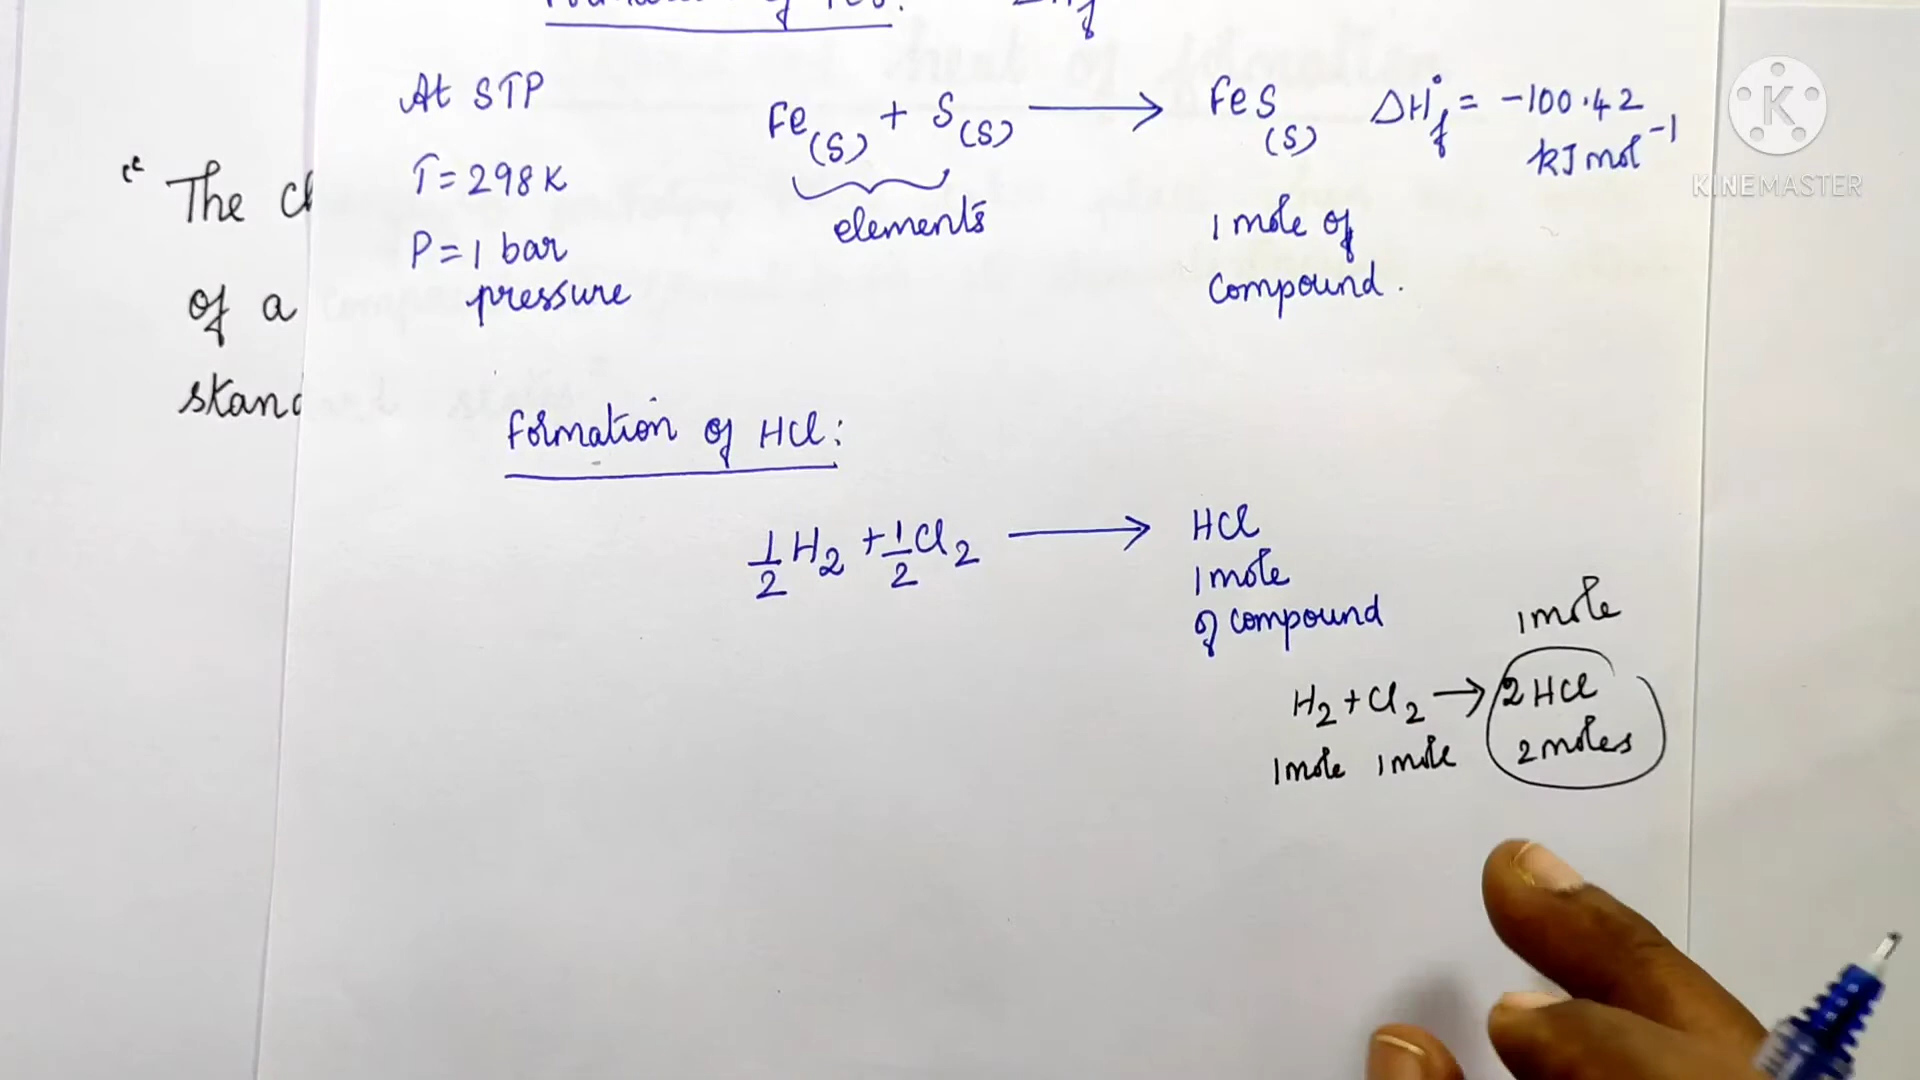 At STP
Fe(s) + S(s) ⟶ FeS(s) ΔH°f = -100.42 kJ mol⁻¹
T = 298 K
elements
1 mole of
compound.
P = 1 bar
pressure
" The
of a
Formation of HCl:
½H₂ + ½Cl₂ ⟶ HCl
1 mole
of compound
1 mole
H₂ + Cl₂ → 2HCl
1 mole 1 mole 2 moles
KINEMASTER